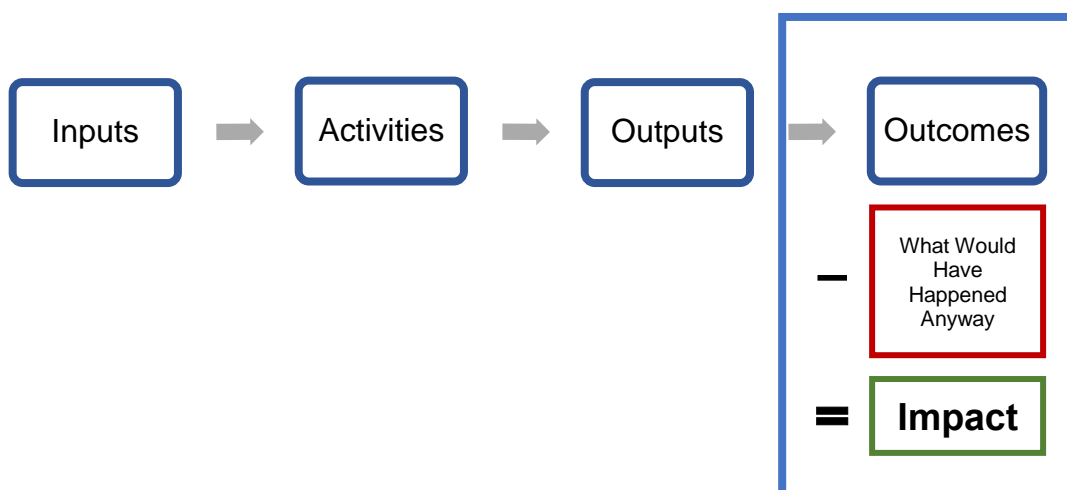 Inputs
Activities
Outputs
Outcomes
–
What Would
Have
Happened
Anyway
=
Impact